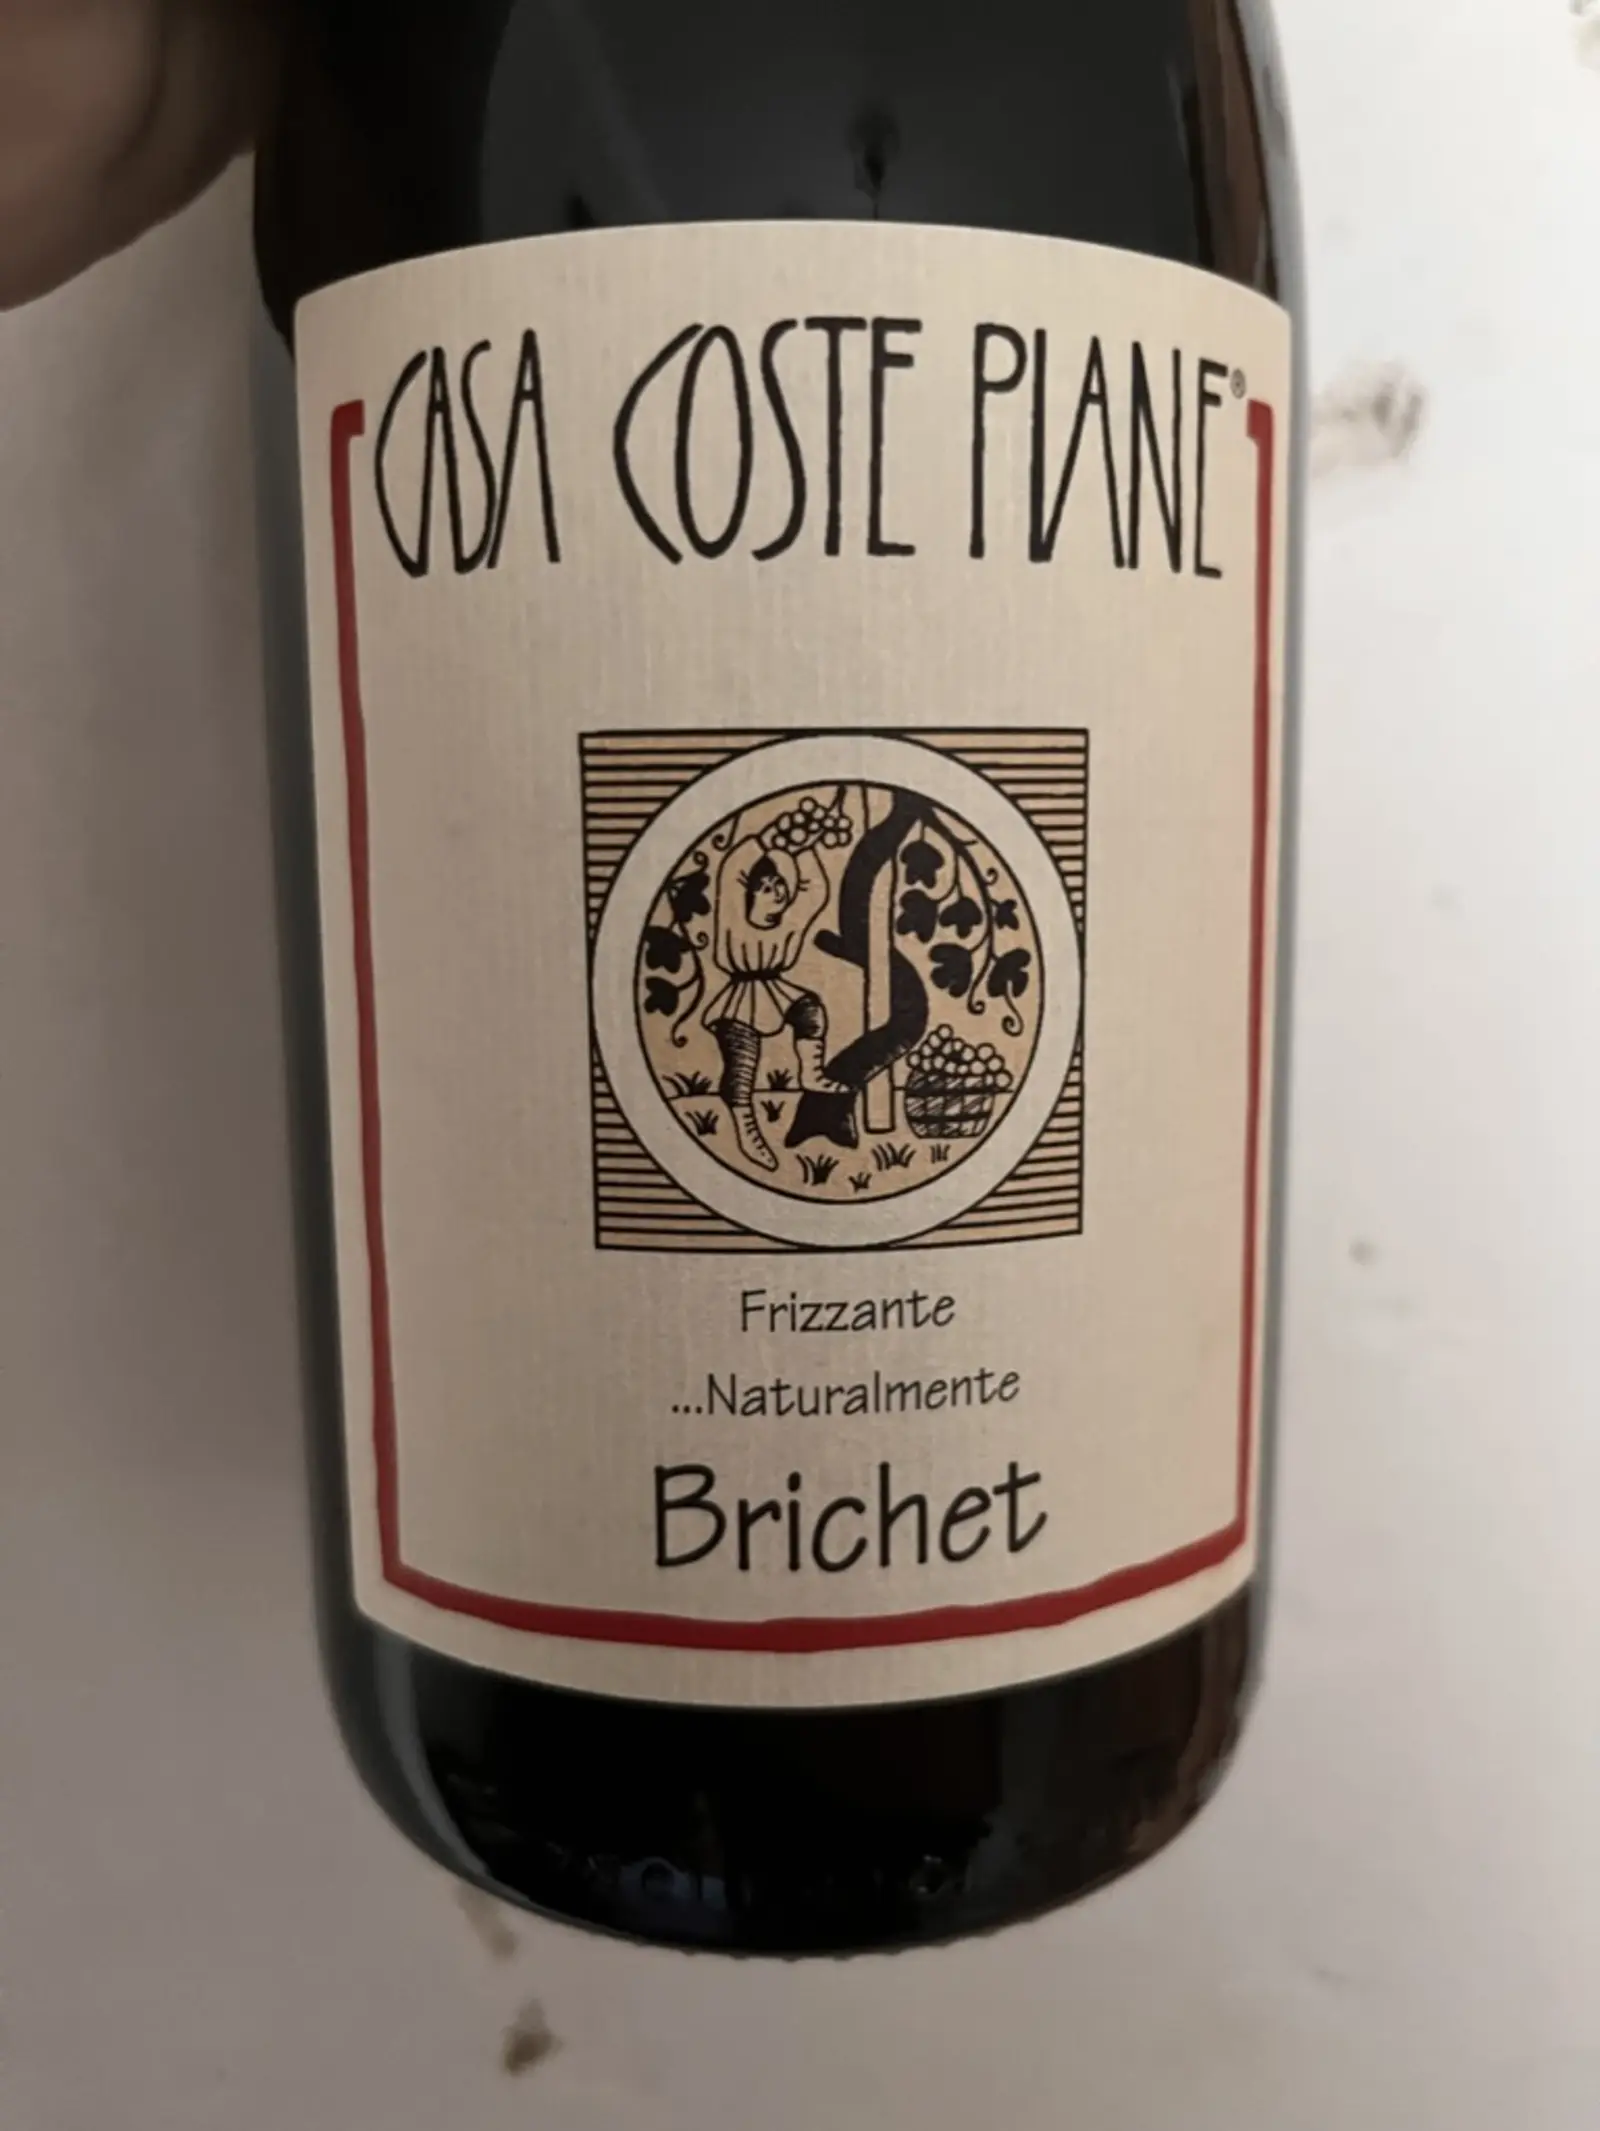 CASA COSTE PIANE®
Frizzante
...Naturalmente
Brichet